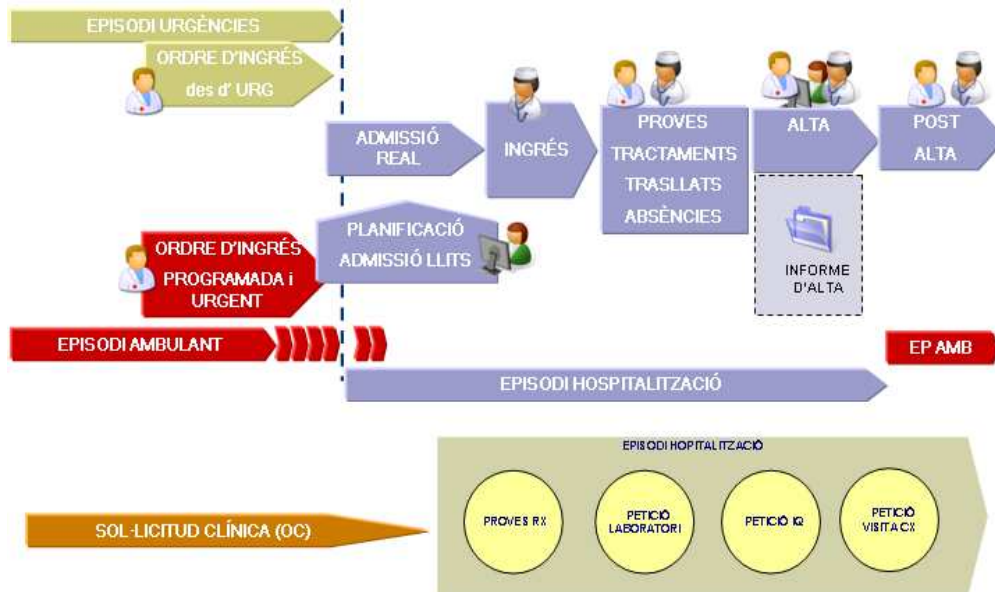 EPISODI URGÈNCIES
ORDRE D'INGRÉS
des d' URG
ADMISSIÓ
REAL
INGRÉS
PROVES
TRACTAMENTS
TRASLLATS
ABSÈNCIES
ALTA
POST
ALTA
PLANIFICACIÓ
ADMISSIÓ LLITS
ORDRE D'INGRÉS
PROGRAMADA i
URGENT
INFORME
D'ALTA
EPISODI AMBULANT
EP AMB
EPISODI HOSPITALITZACIÓ
EPISODI HOPITALITZACIÓ
SOL·LICITUD CLÍNICA (OC)
PROVES RX
PETICIÓ
LABORATORI
PETICIÓ IQ
PETICIÓ
VISITA CX